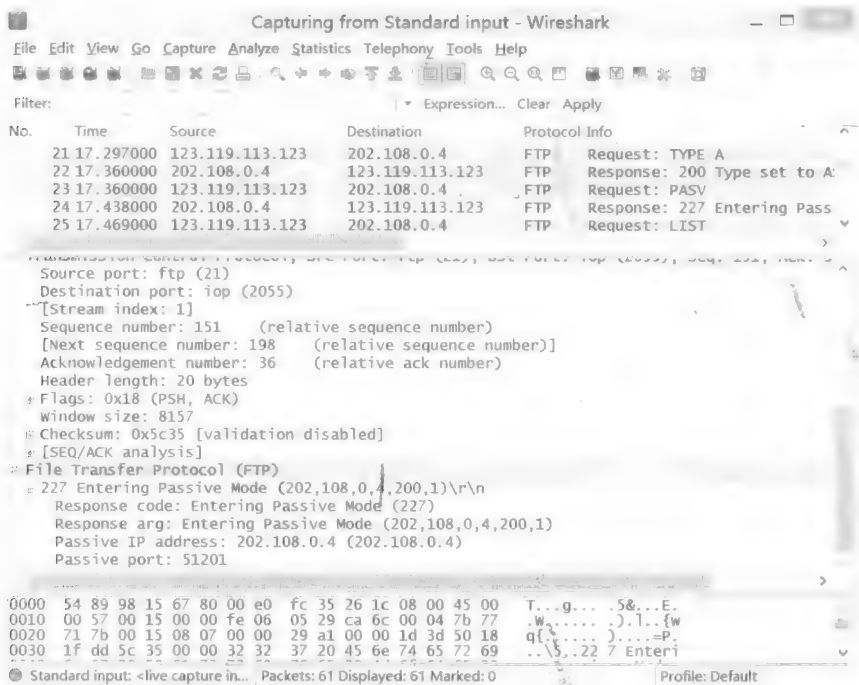 Capturing from Standard input - Wireshark
File Edit View Go Capture Analyze Statistics Telephony Tools Help
Filter: Expression... Clear Apply
No. Time Source Destination Protocol Info
21 17.297000 123.119.113.123 202.108.0.4 FTP Request: TYPE A
22 17.360000 202.108.0.4 123.119.113.123 FTP Response: 200 Type set to A
23 17.360000 123.119.113.123 202.108.0.4 FTP Request: PASV
24 17.438000 202.108.0.4 123.119.113.123 FTP Response: 227 Entering Pass
25 17.469000 123.119.113.123 202.108.0.4 FTP Request: LIST
Source port: ftp (21)
Destination port: iop (2055)
[Stream index: 1]
Sequence number: 151 (relative sequence number)
[Next sequence number: 198 (relative sequence number)]
Acknowledgement number: 36 (relative ack number)
Header length: 20 bytes
Flags: 0x18 (PSH, ACK)
Window size: 8157
Checksum: 0x5c35 [validation disabled]
[SEQ/ACK analysis]
File Transfer Protocol (FTP)
227 Entering Passive Mode (202,108,0,4,200,1)\r\n
Response code: Entering Passive Mode (227)
Response arg: Entering Passive Mode (202,108,0,4,200,1)
Passive IP address: 202.108.0.4 (202.108.0.4)
Passive port: 51201
0000 54 89 98 15 67 80 00 e0 fc 35 26 1c 08 00 45 00 T...g.... .5&...E.
0010 00 57 00 15 00 00 fe 06 05 29 ca 6c 00 04 7b 77 .W...... .).l..{w
0020 71 7b 00 15 08 07 00 00 29 a1 00 00 1d 3d 50 18 q{...... )....=P.
0030 1f dd 5c 35 00 00 32 32 37 20 45 6e 74 65 72 69 ..\5..22 7 Enteri
Standard input: <live capture in... Packets: 61 Displayed: 61 Marked: 0 Profile: Default